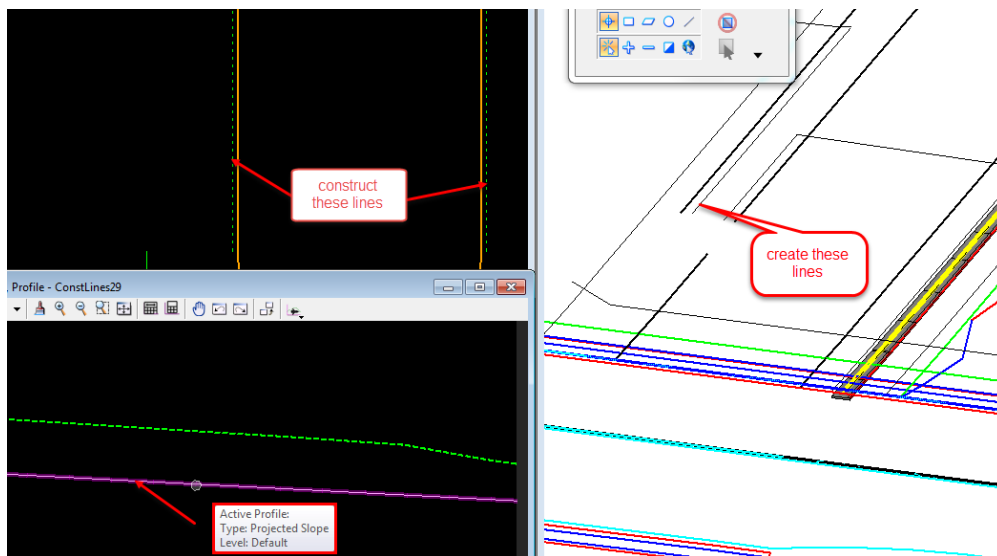 construct
these lines
create these
lines
Profile - ConstLines29
Active Profile:
Type: Projected Slope
Level: Default